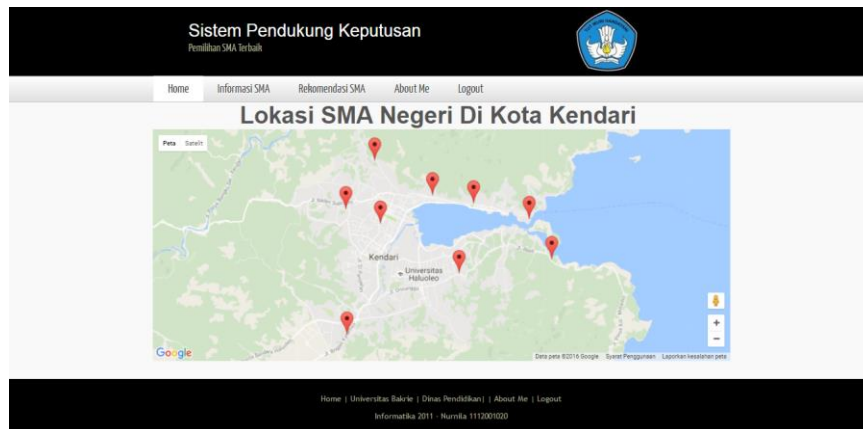 Sistem Pendukung Keputusan
Pemilihan SMA Terbaik
Home Informasi SMA Rekomendasi SMA About Me Logout
Lokasi SMA Negeri Di Kota Kendari
Peta Satelit
Kendari
Universitas
Haluoleo
Google
Data peta ©2016 Google Syarat Penggunaan Laporkan kesalahan peta
Home | Universitas Bakrie | Dinas Pendidikan| | About Me | Logout
Informatika 2011 - Nurnila 1112001020